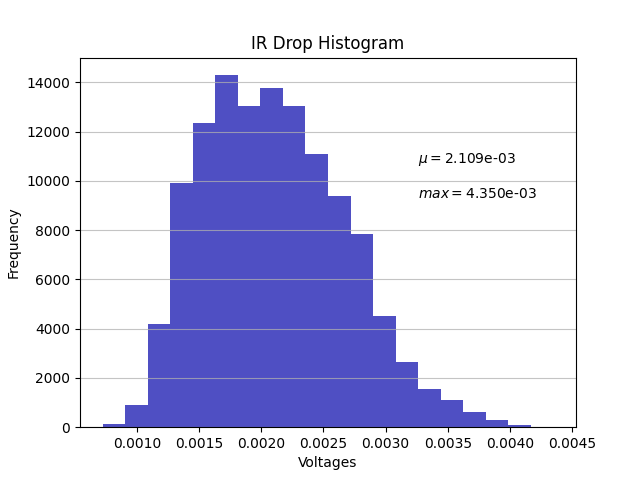 IR Drop Histogram
14000
12000
10000
8000
6000
4000
2000
0
Frequency
μ = 2.109e-03
max = 4.350e-03
0.0010 0.0015 0.0020 0.0025 0.0030 0.0035 0.0040 0.0045
Voltages